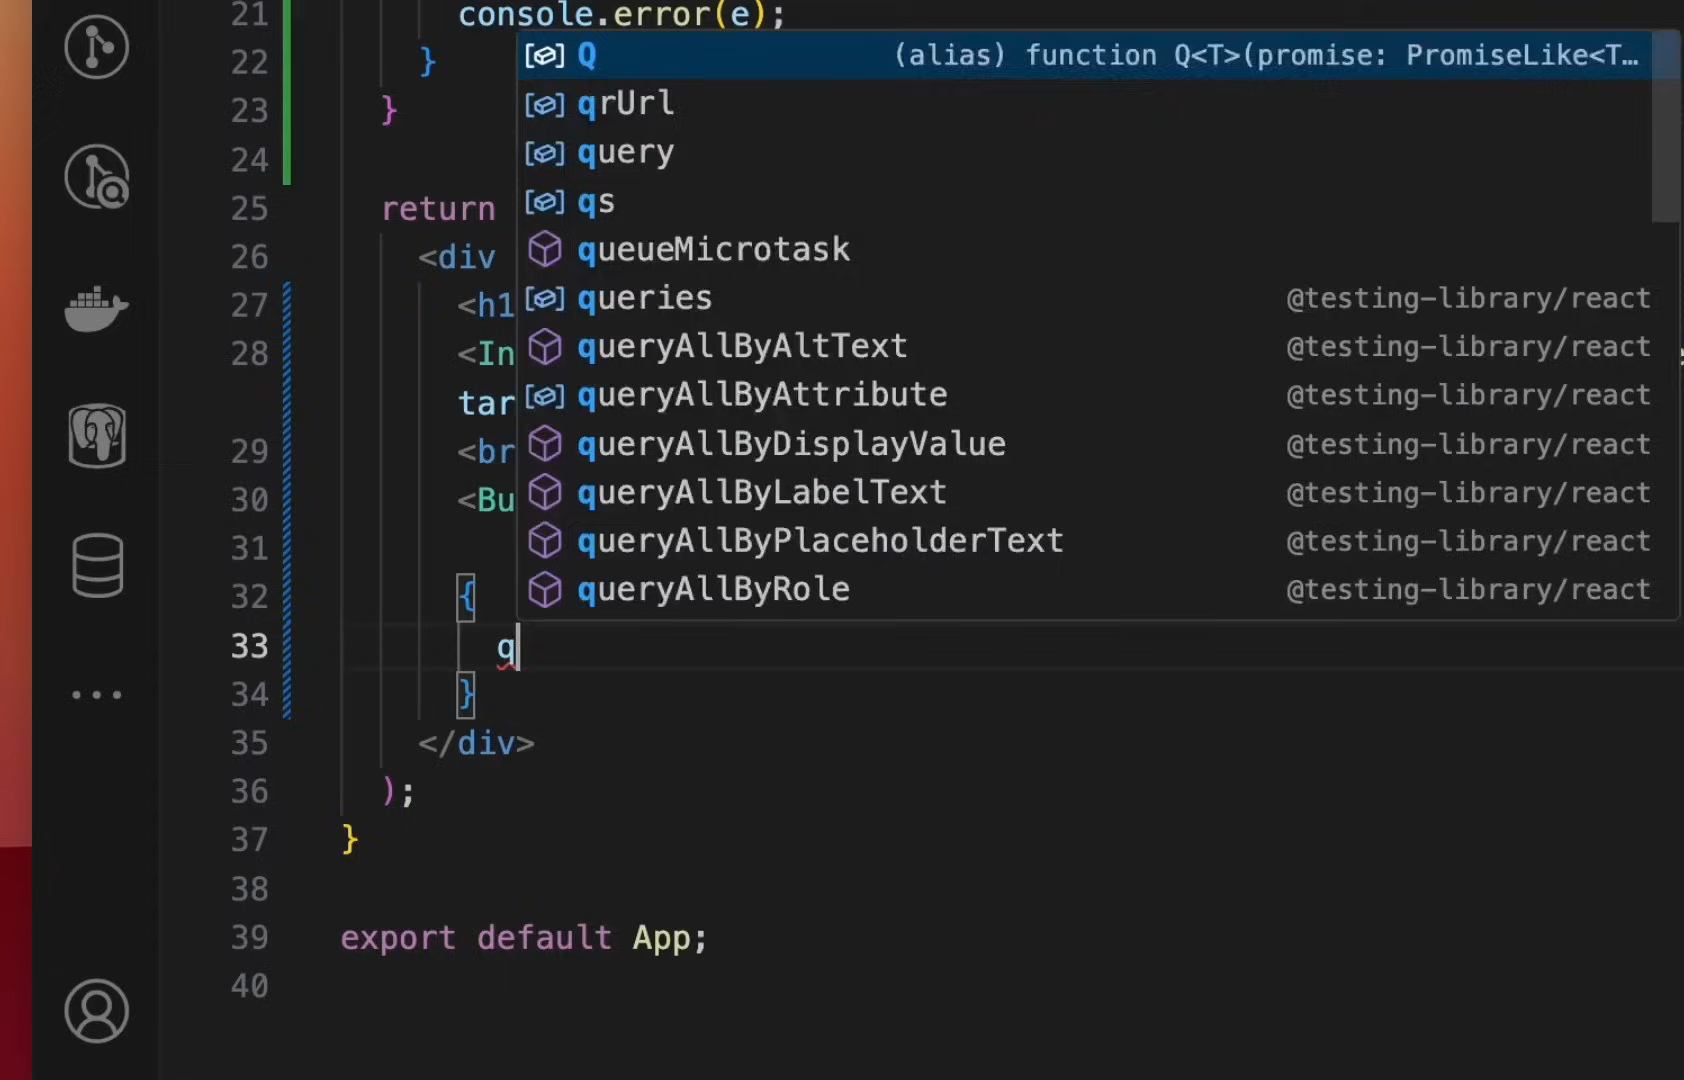 21 console.error(e);
22 }
Q (alias) function Q<T>(promise: PromiseLike<T…
23 }
qrUrl
24
query
25 return
qs
26 <div
queueMicrotask
27 <h1
queries @testing-library/react
28 <In
queryAllByAltText @testing-library/react
tar
queryAllByAttribute @testing-library/react
29 <br
queryAllByDisplayValue @testing-library/react
30 <Bu
queryAllByLabelText @testing-library/react
31
queryAllByPlaceholderText @testing-library/react
32 {
queryAllByRole @testing-library/react
33 q
34 }
35 </div>
36 );
37 }
38
39 export default App;
40